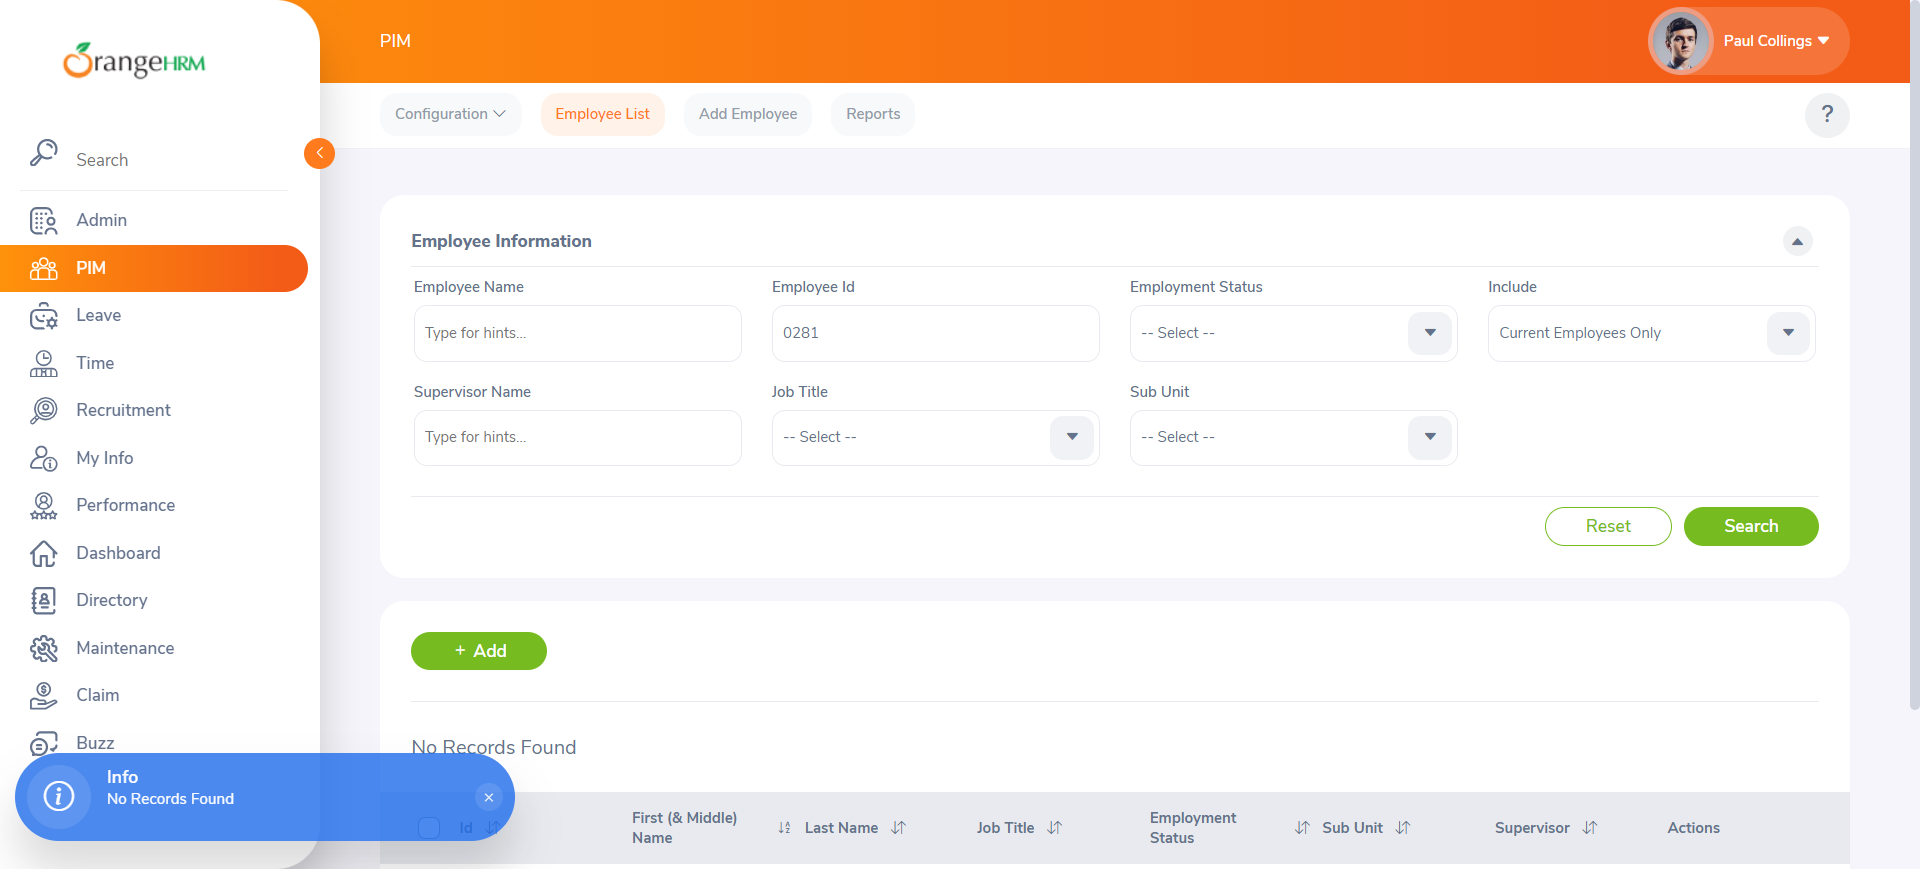 OrangeHRM
PIM
Paul Collings
Configuration
Employee List
Add Employee
Reports
?
Search
Admin
PIM
Leave
Time
Recruitment
My Info
Performance
Dashboard
Directory
Maintenance
Claim
Buzz
Employee Information
Employee Name
Employee Id
Employment Status
Include
Type for hints...
0281
-- Select --
Current Employees Only
Supervisor Name
Job Title
Sub Unit
Type for hints...
-- Select --
-- Select --
Reset
Search
+ Add
No Records Found
Info
No Records Found
Id
First (& Middle)
Name
Last Name
Job Title
Employment
Status
Sub Unit
Supervisor
Actions